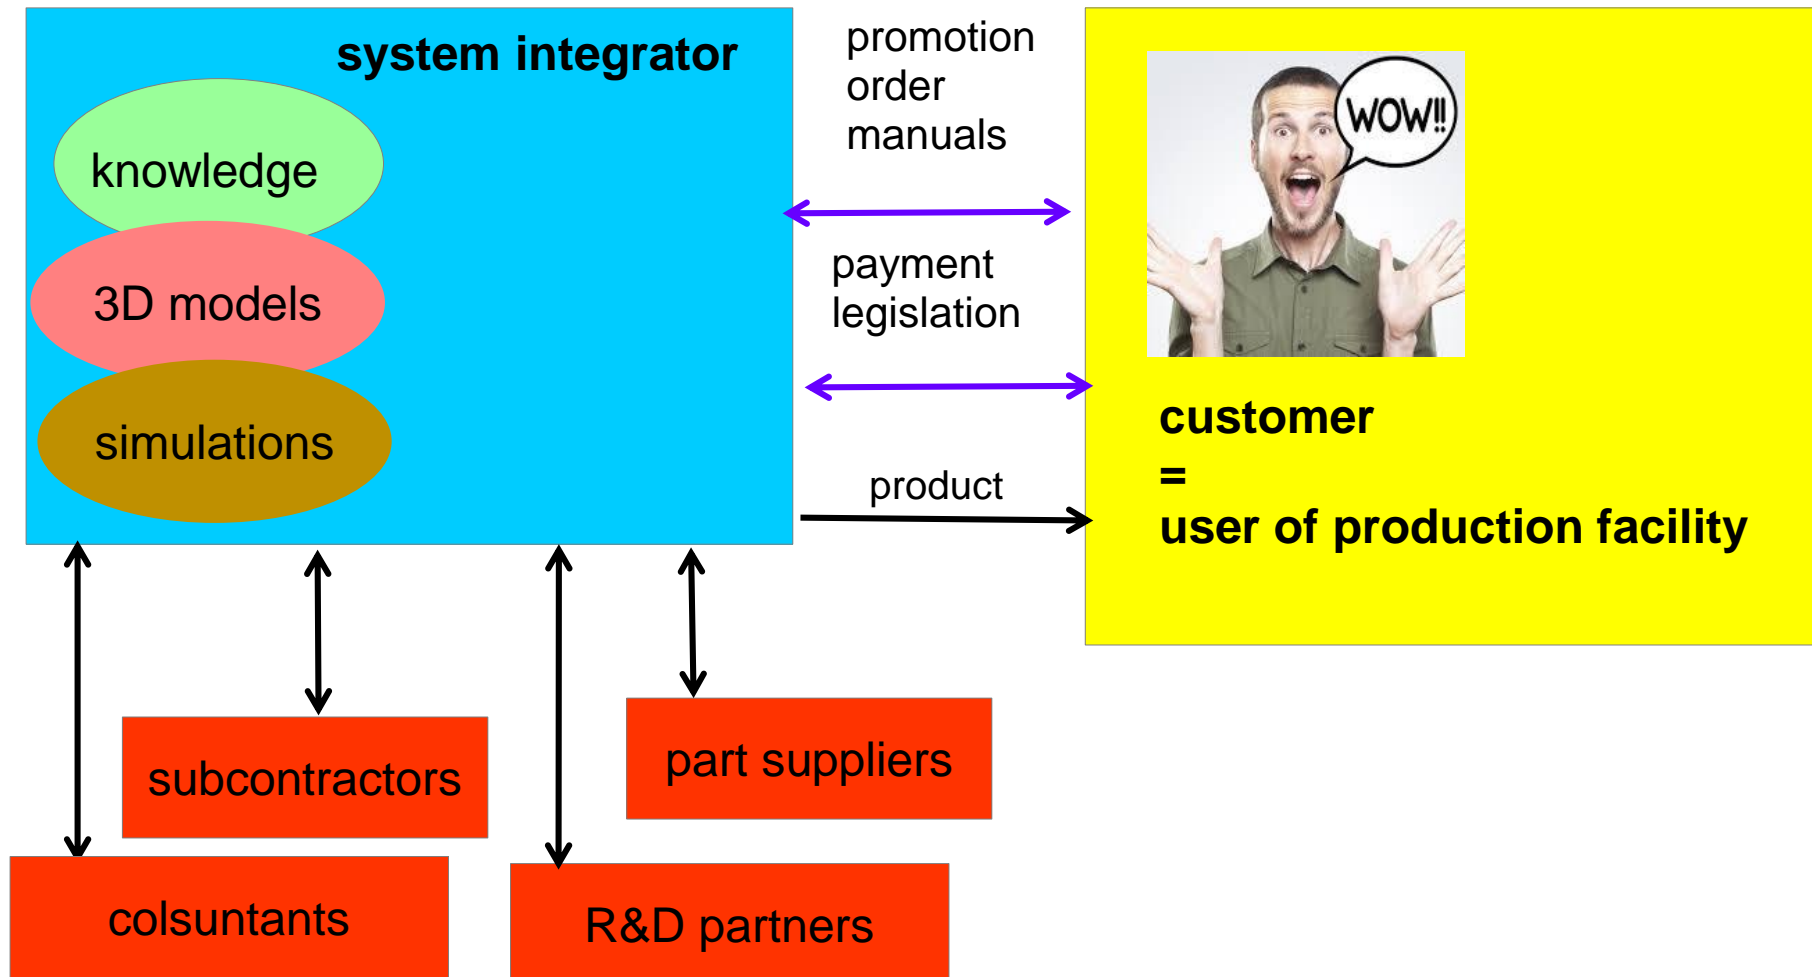 system integrator
knowledge
3D models
simulations
promotion
order
manuals
payment
legislation
product
WOW!!
customer
=
user of production facility
subcontractors
part suppliers
colsuntants
R&D partners